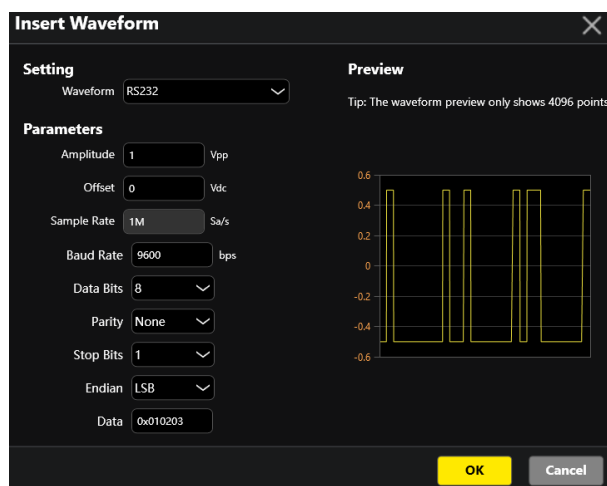 Insert Waveform
Setting
Waveform RS232
Parameters
Amplitude 1 Vpp
Offset 0 Vdc
Sample Rate 1M Sa/s
Baud Rate 9600 bps
Data Bits 8
Parity None
Stop Bits 1
Endian LSB
Data 0x010203
Preview
Tip: The waveform preview only shows 4096 points
0.6
0.4
0.2
0
-0.2
-0.4
-0.6
OK Cancel